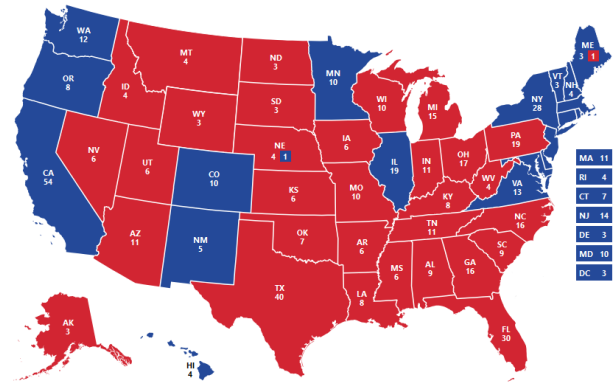 WA
12
OR
8
CA
54
NV
6
ID
4
MT
4
WY
3
UT
6
AZ
11
CO
10
NM
5
ND
3
SD
3
NE
4 1
KS
6
OK
7
TX
40
MN
10
IA
6
MO
10
AR
6
LA
8
WI
10
IL
19
MI
15
IN
11
OH
17
KY
8
TN
11
MS
6
AL
9
GA
16
FL
30
SC
9
NC
16
VA
13
WV
4
PA
19
NY
28
VT
3
NH
4
ME
3 1
MA 11
RI 4
CT 7
NJ 14
DE 3
MD 10
DC 3
AK
3
HI
4